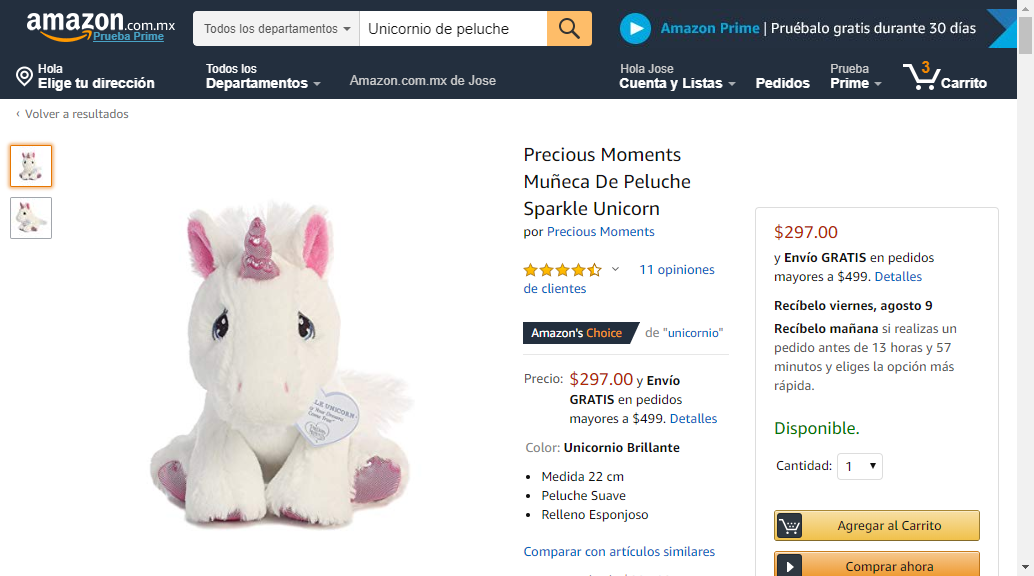 amazon.com.mx
Prueba Prime
Todos los departamentos
Unicornio de peluche
Amazon Prime | Pruébalo gratis durante 30 días
Hola
Elige tu dirección
Todos los
Departamentos
Amazon.com.mx de Jose
Hola Jose
Cuenta y Listas
Pedidos
Prueba
Prime
3
Carrito
‹ Volver a resultados
Precious Moments
Muñeca De Peluche
Sparkle Unicorn
por Precious Moments
11 opiniones
de clientes
Amazon's Choice de "unicornio"
Precio: $297.00 y Envío
GRATIS en pedidos
mayores a $499. Detalles
Color: Unicornio Brillante
• Medida 22 cm
• Peluche Suave
• Relleno Esponjoso
Comparar con artículos similares
$297.00
y Envío GRATIS en pedidos
mayores a $499. Detalles
Recíbelo viernes, agosto 9
Recíbelo mañana si realizas un
pedido antes de 13 horas y 57
minutos y eliges la opción más
rápida.
Disponible.
Cantidad: 1
Agregar al Carrito
Comprar ahora
UNICORN
Your Dreams
Come True"